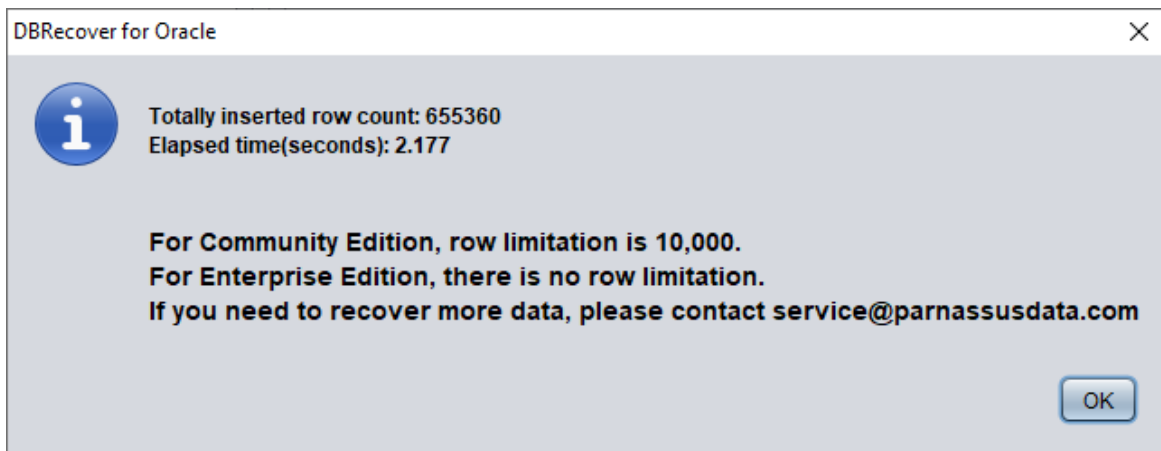 DBRecover for Oracle
Totally inserted row count: 655360
Elapsed time(seconds): 2.177
For Community Edition, row limitation is 10,000.
For Enterprise Edition, there is no row limitation.
If you need to recover more data, please contact service@parnassusdata.com
OK